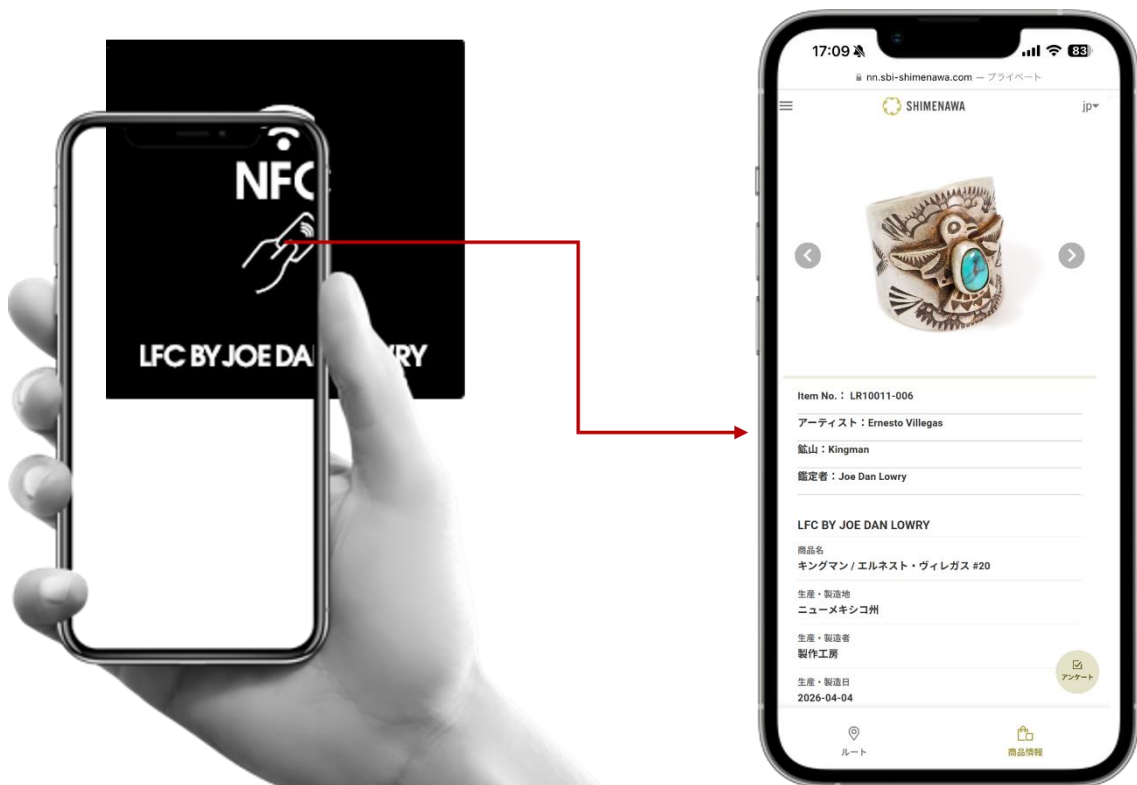 NFC
LFC BY JOE DAN LOWRY
17:09
83
nn.sbi-shimenawa.com — プライベート
SHIMENAWA
jp
Item No.： LR10011-006
アーティスト：Ernesto Villegas
鉱山：Kingman
鑑定者：Joe Dan Lowry
LFC BY JOE DAN LOWRY
商品名
キングマン / エルネスト・ヴィレガス #20
生産・製造地
ニューメキシコ州
生産・製造者
製作工房
生産・製造日
2026-04-04
アンケート
ルート
商品情報